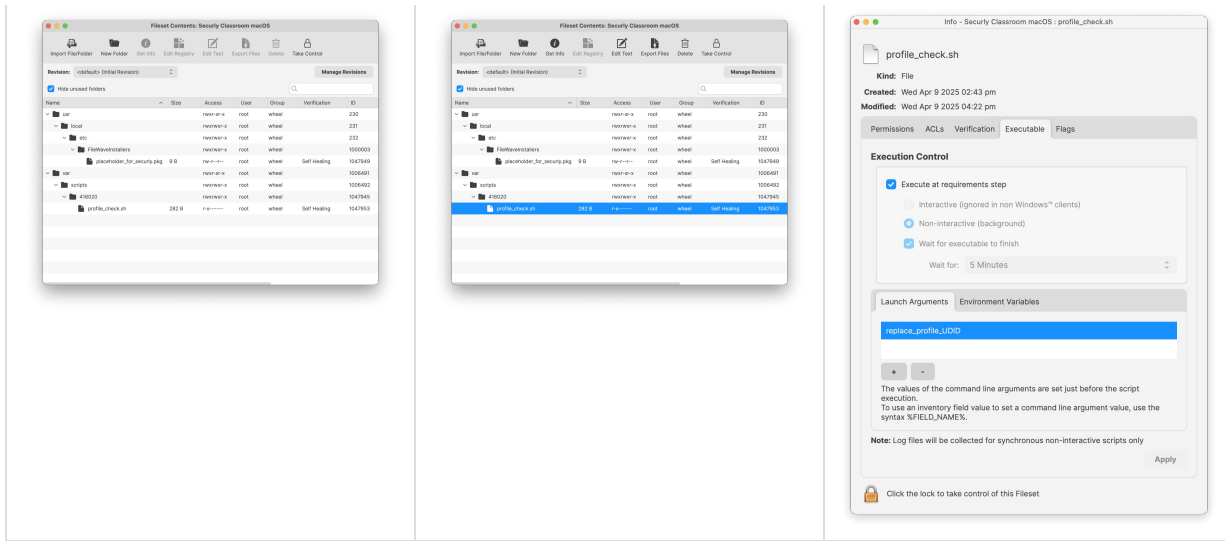 Fileset Contents: Securly Classroom macOS
Import File/Folder New Folder Get Info Edit Registry Edit Text Export Files Delete Take Control
Revision: <default> (Initial Revision) Manage Revisions
Hide unused folders
Name Size Access User Group Verification ID
usr rwxr-xr-x root wheel 230
local rwxrwxr-x root wheel 231
etc rwxrwxr-x root wheel 232
FileWaveInstallers rwxrwxr-x root wheel 1000003
placeholder_for_securly.pkg 9 B rw-r--r-- root wheel Self Healing 1047949
var rwxr-xr-x root wheel 1006491
scripts rwxrwxr-x root wheel 1006492
416020 rwxrwxr-x root wheel 1047945
profile_check.sh 282 B r-x------ root wheel Self Healing 1047953
Fileset Contents: Securly Classroom macOS
Import File/Folder New Folder Get Info Edit Registry Edit Text Export Files Delete Take Control
Revision: <default> (Initial Revision) Manage Revisions
Hide unused folders
Name Size Access User Group Verification ID
usr rwxr-xr-x root wheel 230
local rwxrwxr-x root wheel 231
etc rwxrwxr-x root wheel 232
FileWaveInstallers rwxrwxr-x root wheel 1000003
placeholder_for_securly.pkg 9 B rw-r--r-- root wheel Self Healing 1047949
var rwxr-xr-x root wheel 1006491
scripts rwxrwxr-x root wheel 1006492
416020 rwxrwxr-x root wheel 1047945
profile_check.sh 282 B r-x------ root wheel Self Healing 1047953
Info - Securly Classroom macOS : profile_check.sh
profile_check.sh
Kind: File
Created: Wed Apr 9 2025 02:43 pm
Modified: Wed Apr 9 2025 04:22 pm
Permissions ACLs Verification Executable Flags
Execution Control
Execute at requirements step
Interactive (ignored in non Windows™ clients)
Non-interactive (background)
Wait for executable to finish
Wait for: 5 Minutes
Launch Arguments Environment Variables
replace_profile_UDID
+ -
The values of the command line arguments are set just before the script
execution.
To use an inventory field value to set a command line argument value, use the
syntax %FIELD_NAME%.
Note: Log files will be collected for synchronous non-interactive scripts only
Apply
Click the lock to take control of this Fileset